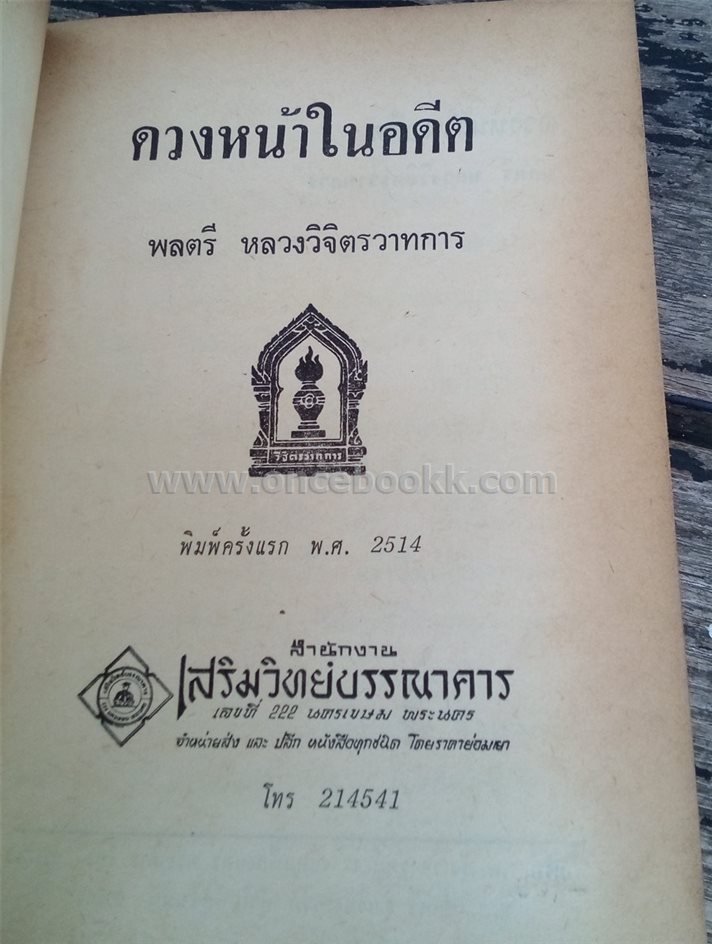 ดวงหน้าในอดีต
พลตรี หลวงวิจิตรวาทการ
วิจิตรวาทการ
www.oncebookk.com
พิมพ์ครั้งแรก พ.ศ. 2514
สำนักงาน
เสริมวิทย์บรรณาคาร
เลขที่ 222 นครเขษม พระนคร
จำหน่ายส่ง และ ปลีก หนังสือทุกชนิด โดยราคาย่อมเยา
โทร 214541